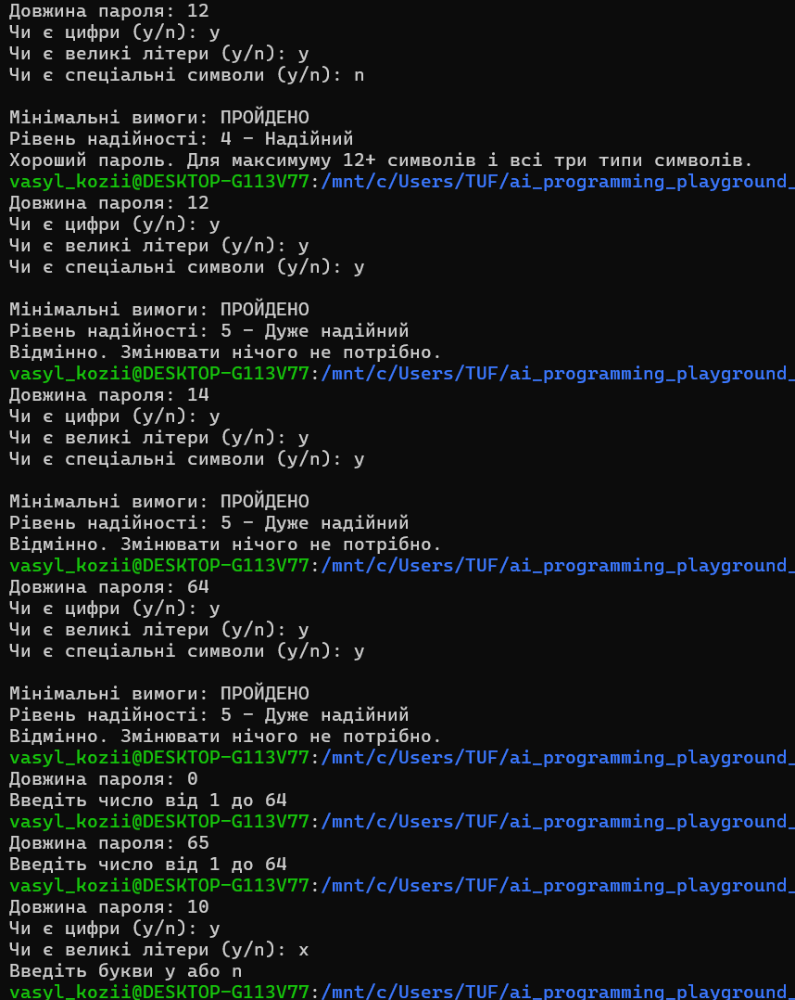 Довжина пароля: 12
Чи є цифри (y/n): y
Чи є великі літери (y/n): y
Чи є спеціальні символи (y/n): n
Мінімальні вимоги: ПРОЙДЕНО
Рівень надійності: 4 – Надійний
Хороший пароль. Для максимуму 12+ символів і всі три типи символів.
vasyl_kozii@DESKTOP-G113V77:/mnt/c/Users/TUF/ai_programming_playground_
Довжина пароля: 12
Чи є цифри (y/n): y
Чи є великі літери (y/n): y
Чи є спеціальні символи (y/n): y
Мінімальні вимоги: ПРОЙДЕНО
Рівень надійності: 5 – Дуже надійний
Відмінно. Змінювати нічого не потрібно.
vasyl_kozii@DESKTOP-G113V77:/mnt/c/Users/TUF/ai_programming_playground_
Довжина пароля: 14
Чи є цифри (y/n): y
Чи є великі літери (y/n): y
Чи є спеціальні символи (y/n): y
Мінімальні вимоги: ПРОЙДЕНО
Рівень надійності: 5 – Дуже надійний
Відмінно. Змінювати нічого не потрібно.
vasyl_kozii@DESKTOP-G113V77:/mnt/c/Users/TUF/ai_programming_playground_
Довжина пароля: 64
Чи є цифри (y/n): y
Чи є великі літери (y/n): y
Чи є спеціальні символи (y/n): y
Мінімальні вимоги: ПРОЙДЕНО
Рівень надійності: 5 – Дуже надійний
Відмінно. Змінювати нічого не потрібно.
vasyl_kozii@DESKTOP-G113V77:/mnt/c/Users/TUF/ai_programming_playground_
Довжина пароля: 0
Введіть число від 1 до 64
vasyl_kozii@DESKTOP-G113V77:/mnt/c/Users/TUF/ai_programming_playground_
Довжина пароля: 65
Введіть число від 1 до 64
vasyl_kozii@DESKTOP-G113V77:/mnt/c/Users/TUF/ai_programming_playground_
Довжина пароля: 10
Чи є цифри (y/n): y
Чи є великі літери (y/n): x
Введіть букви y або n
vasyl_kozii@DESKTOP-G113V77:/mnt/c/Users/TUF/ai_programming_playground_